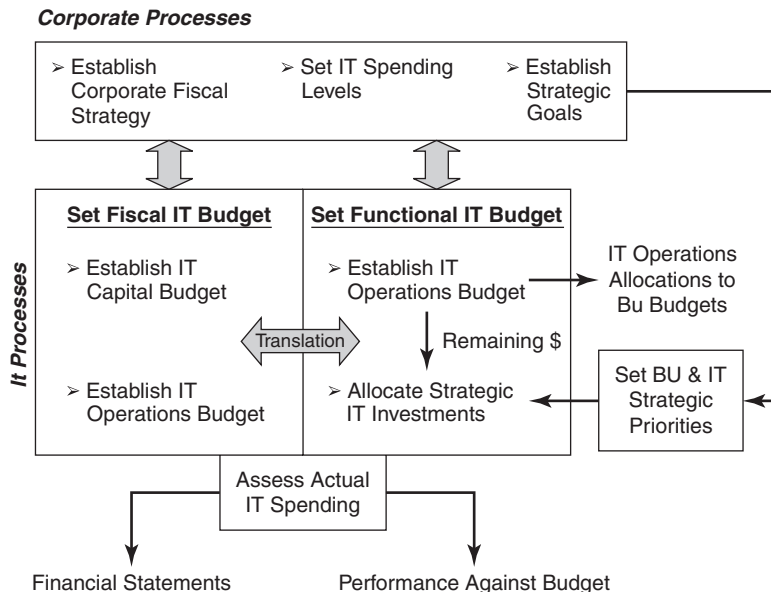 Corporate Processes
➢ Establish
Corporate Fiscal
Strategy
➢ Set IT Spending
Levels
➢ Establish
Strategic
Goals
It Processes
Set Fiscal IT Budget
➢ Establish IT
Capital Budget
➢ Establish IT
Operations Budget
Translation
Set Functional IT Budget
➢ Establish IT
Operations Budget
Remaining $
➢ Allocate Strategic
IT Investments
IT Operations
Allocations to
Bu Budgets
Set BU & IT
Strategic
Priorities
Assess Actual
IT Spending
Financial Statements
Performance Against Budget